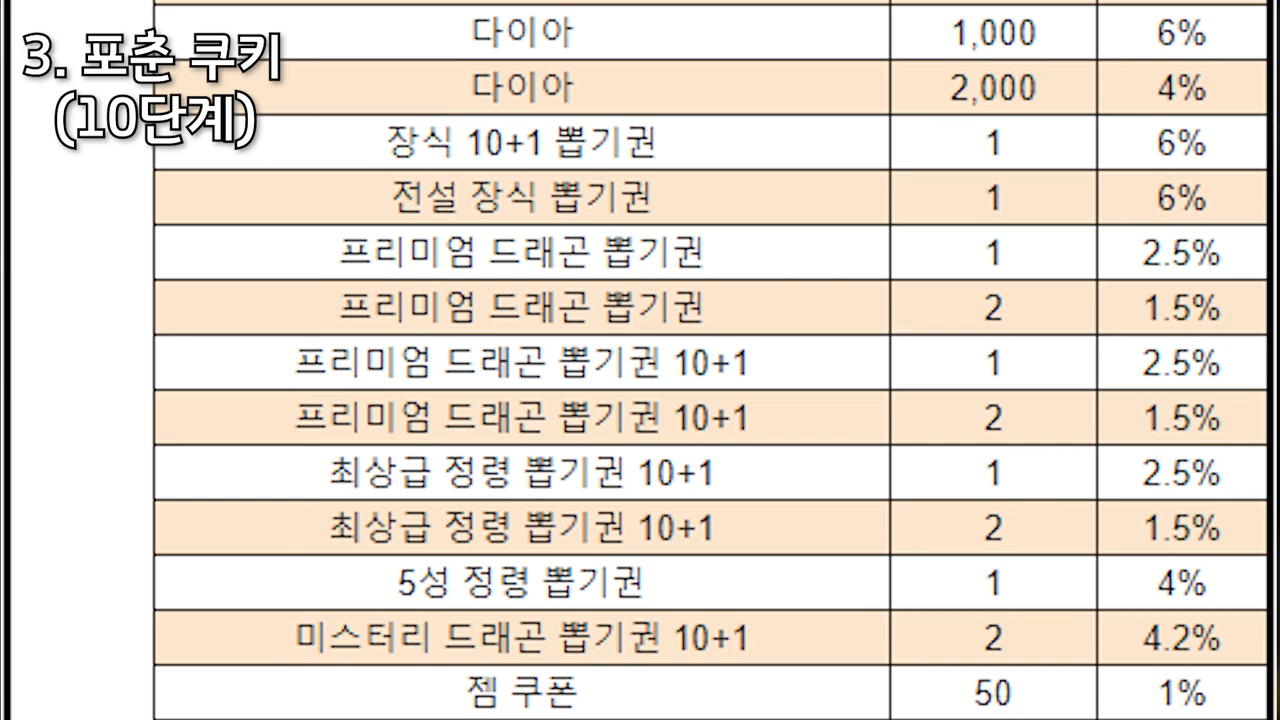 3. 포춘 쿠키
(10단계)
다이아 1,000 6%
다이아 2,000 4%
장식 10+1 뽑기권 1 6%
전설 장식 뽑기권 1 6%
프리미엄 드래곤 뽑기권 1 2.5%
프리미엄 드래곤 뽑기권 2 1.5%
프리미엄 드래곤 뽑기권 10+1 1 2.5%
프리미엄 드래곤 뽑기권 10+1 2 1.5%
최상급 정령 뽑기권 10+1 1 2.5%
최상급 정령 뽑기권 10+1 2 1.5%
5성 정령 뽑기권 1 4%
미스터리 드래곤 뽑기권 10+1 2 4.2%
젬 쿠폰 50 1%